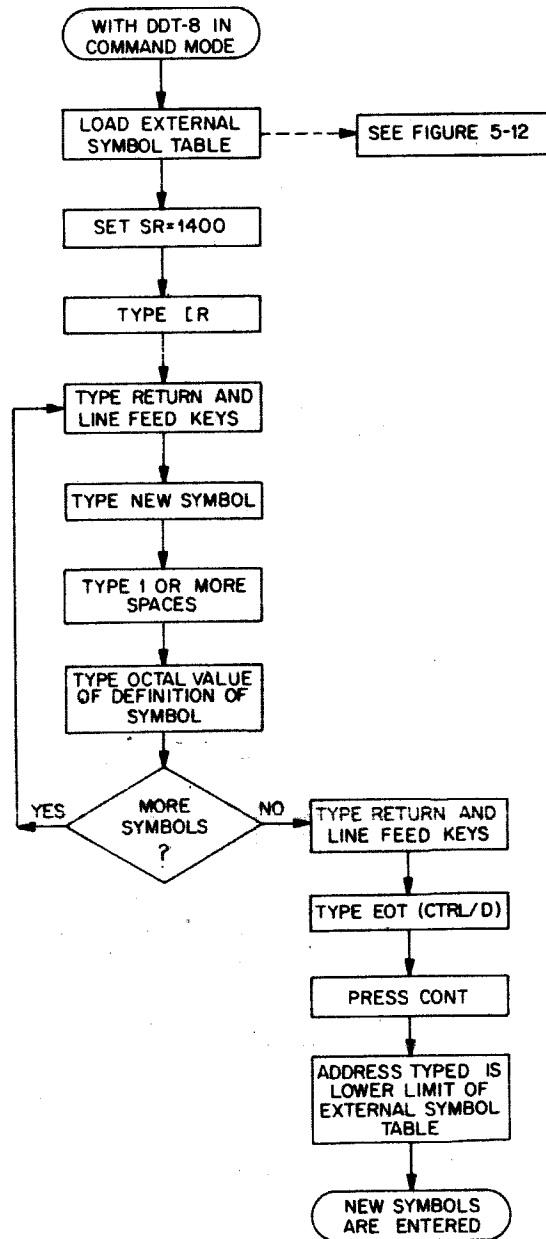 WITH DDT-8 IN
COMMAND MODE
LOAD EXTERNAL
SYMBOL TABLE
SEE FIGURE 5-12
SET SR=1400
TYPE [R
TYPE RETURN AND
LINE FEED KEYS
TYPE NEW SYMBOL
TYPE 1 OR MORE
SPACES
TYPE OCTAL VALUE
OF DEFINITION OF
SYMBOL
YES
MORE
SYMBOLS
?
NO
TYPE RETURN AND
LINE FEED KEYS
TYPE EOT (CTRL/D)
PRESS CONT
ADDRESS TYPED IS
LOWER LIMIT OF
EXTERNAL SYMBOL
TABLE
NEW SYMBOLS
ARE ENTERED